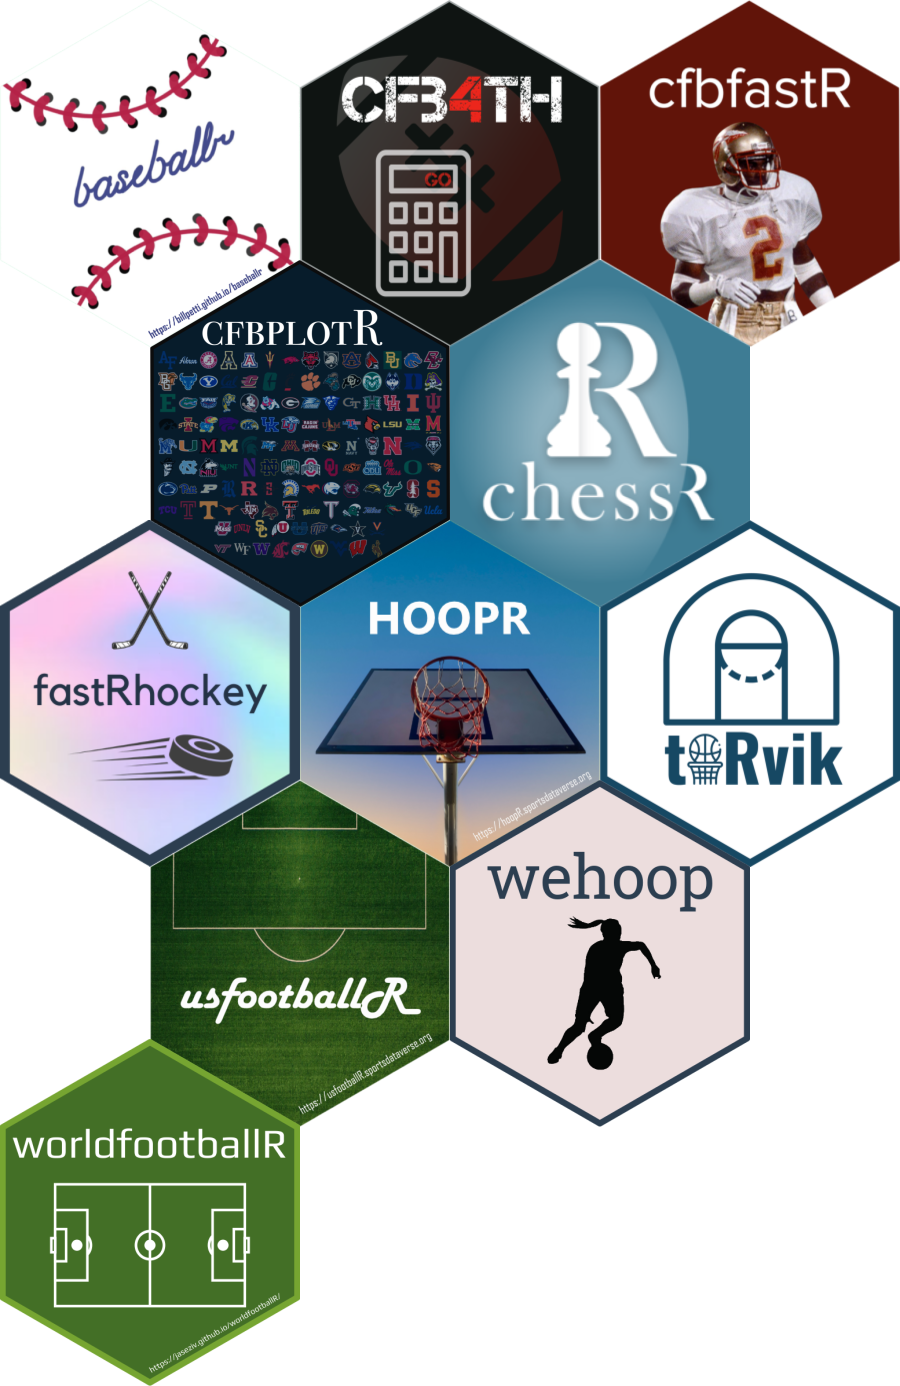 baseballr
https://billpetti.github.io/baseballr
CFB4TH
GO
cfbfastR
2
CFBPLOTR
chessR
fastRhockey
HOOPR
https://hoopR.sportsdataverse.org
toRvik
usfootballR
https://usfootballR.sportsdataverse.org
wehoop
worldfootballR
https://jaseziv.github.io/worldfootballR/